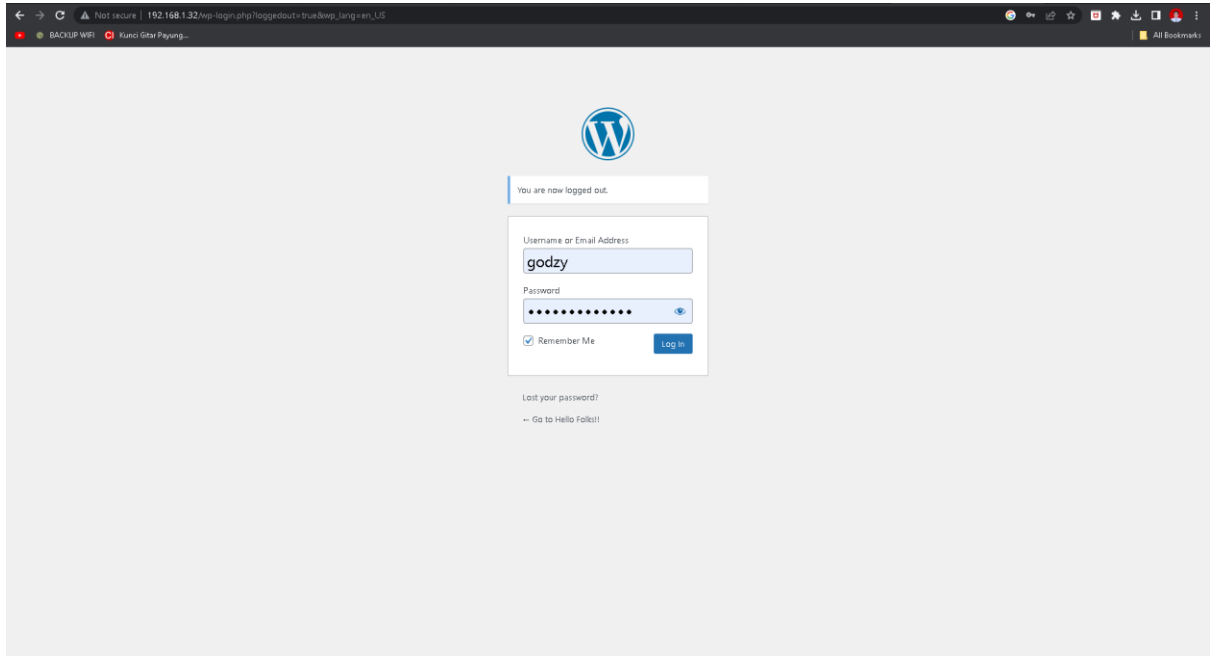 Not secure | 192.168.1.32/wp-login.php?loggedout=true&wp_lang=en_US
BACKUP WIFI CI Kunci Gitar Payung... All Bookmarks
W
You are now logged out.
Username or Email Address
godzy
Password
•••••••••••••
Remember Me Log In
Lost your password?
← Go to Hello Folks!!